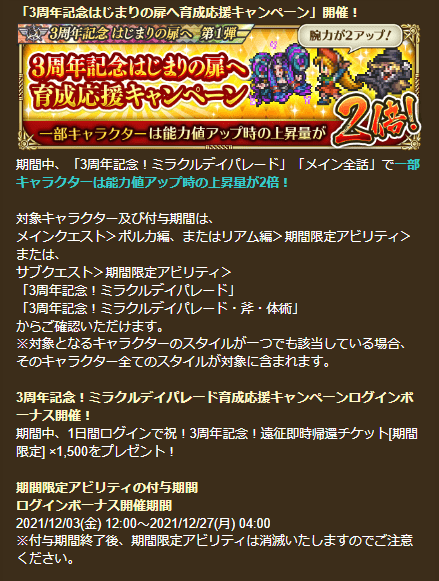 「3周年記念はじまりの扉へ育成応援キャンペーン」開催！
3周年記念 はじまりの扉へ 第1弾
腕力が2アップ！
3周年記念はじまりの扉へ
育成応援キャンペーン
一部キャラクターは能力値アップ時の上昇量が2倍！
期間中、「3周年記念！ミラクルデイパレード」「メイン全話」で一部
キャラクターは能力値アップ時の上昇量が2倍！
対象キャラクター及び付与期間は、
メインクエスト＞ポルカ編、またはリアム編＞期間限定アビリティ＞
または、
サブクエスト＞期間限定アビリティ＞
「3周年記念！ミラクルデイパレード」
「3周年記念！ミラクルデイパレード・斧・体術」
からご確認いただけます。
※対象となるキャラクターのスタイルが一つでも該当している場合、
そのキャラクター全てのスタイルが対象に含まれます。
3周年記念！ミラクルデイパレード育成応援キャンペーンログインボ
ーナス開催！
期間中、1日間ログインで祝！3周年記念！遠征即時帰還チケット[期間
限定] ×1,500をプレゼント！
期間限定アビリティの付与期間
ログインボーナス開催期間
2021/12/03(金) 12:00～2021/12/27(月) 04:00
※付与期間終了後、期間限定アビリティは消滅いたしますのでご注意
ください。